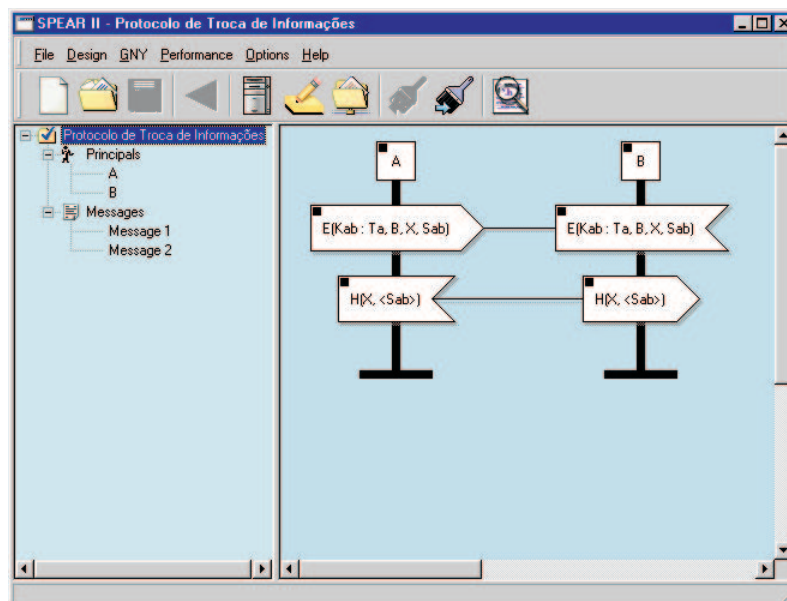 SPEAR II - Protocolo de Troca de Informações
File Design GNY Performance Options Help
Protocolo de Troca de Informações
Principals
A
B
Messages
Message 1
Message 2
A
B
E(Kab : Ta, B, X, Sab)
E(Kab : Ta, B, X, Sab)
H(X, <Sab>)
H(X, <Sab>)